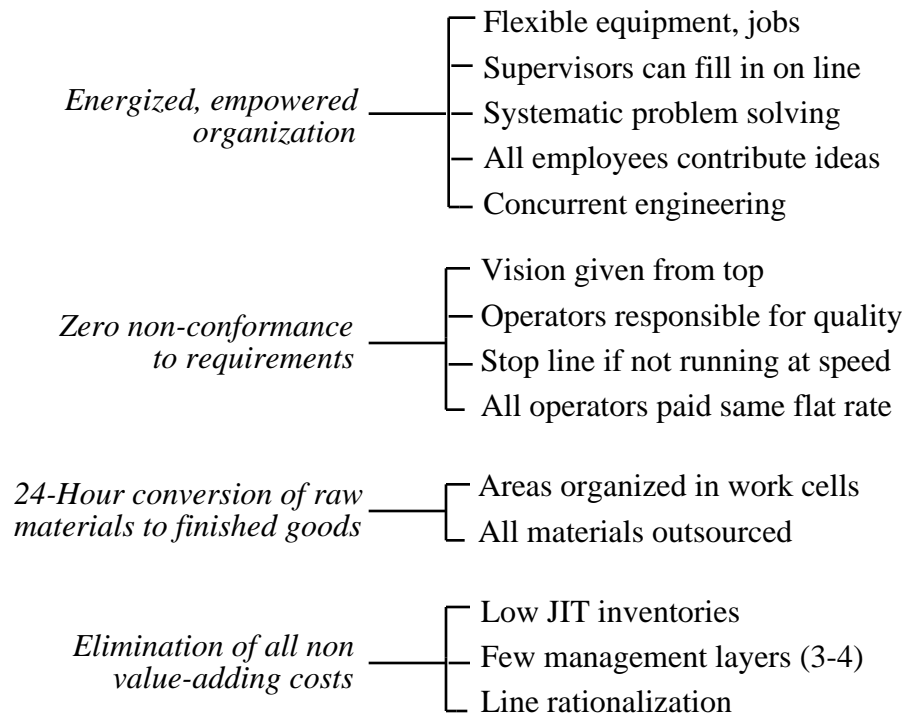 Energized, empowered
organization
Flexible equipment, jobs
Supervisors can fill in on line
Systematic problem solving
All employees contribute ideas
Concurrent engineering
Zero non-conformance
to requirements
Vision given from top
Operators responsible for quality
Stop line if not running at speed
All operators paid same flat rate
24-Hour conversion of raw
materials to finished goods
Areas organized in work cells
All materials outsourced
Elimination of all non
value-adding costs
Low JIT inventories
Few management layers (3-4)
Line rationalization